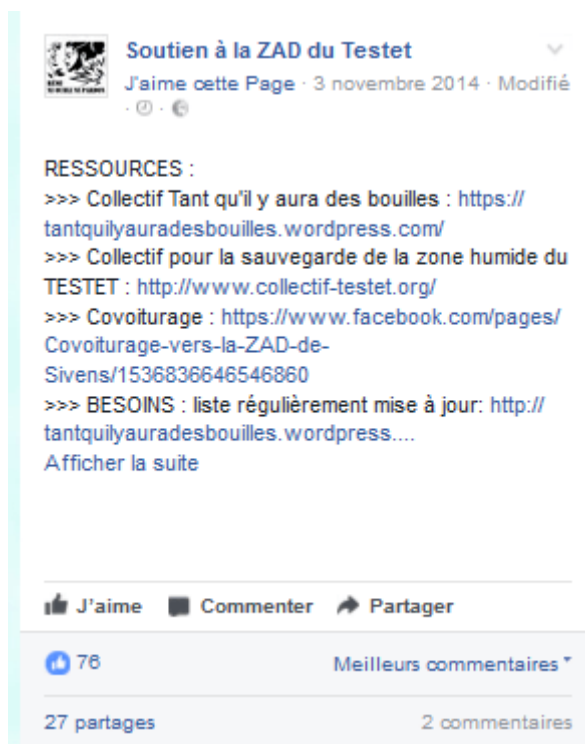 Soutien à la ZAD du Testet
J'aime cette Page · 3 novembre 2014 · Modifié
RESSOURCES :
>>> Collectif Tant qu'il y aura des bouilles : https://
tantquilyauradesbouilles.wordpress.com/
>>> Collectif pour la sauvegarde de la zone humide du
TESTET : http://www.collectif-testet.org/
>>> Covoiturage : https://www.facebook.com/pages/
Covoiturage-vers-la-ZAD-de-
Sivens/1536836646546860
>>> BESOINS : liste régulièrement mise à jour: http://
tantquilyauradesbouilles.wordpress....
Afficher la suite
J'aime Commenter Partager
76 Meilleurs commentaires
27 partages 2 commentaires